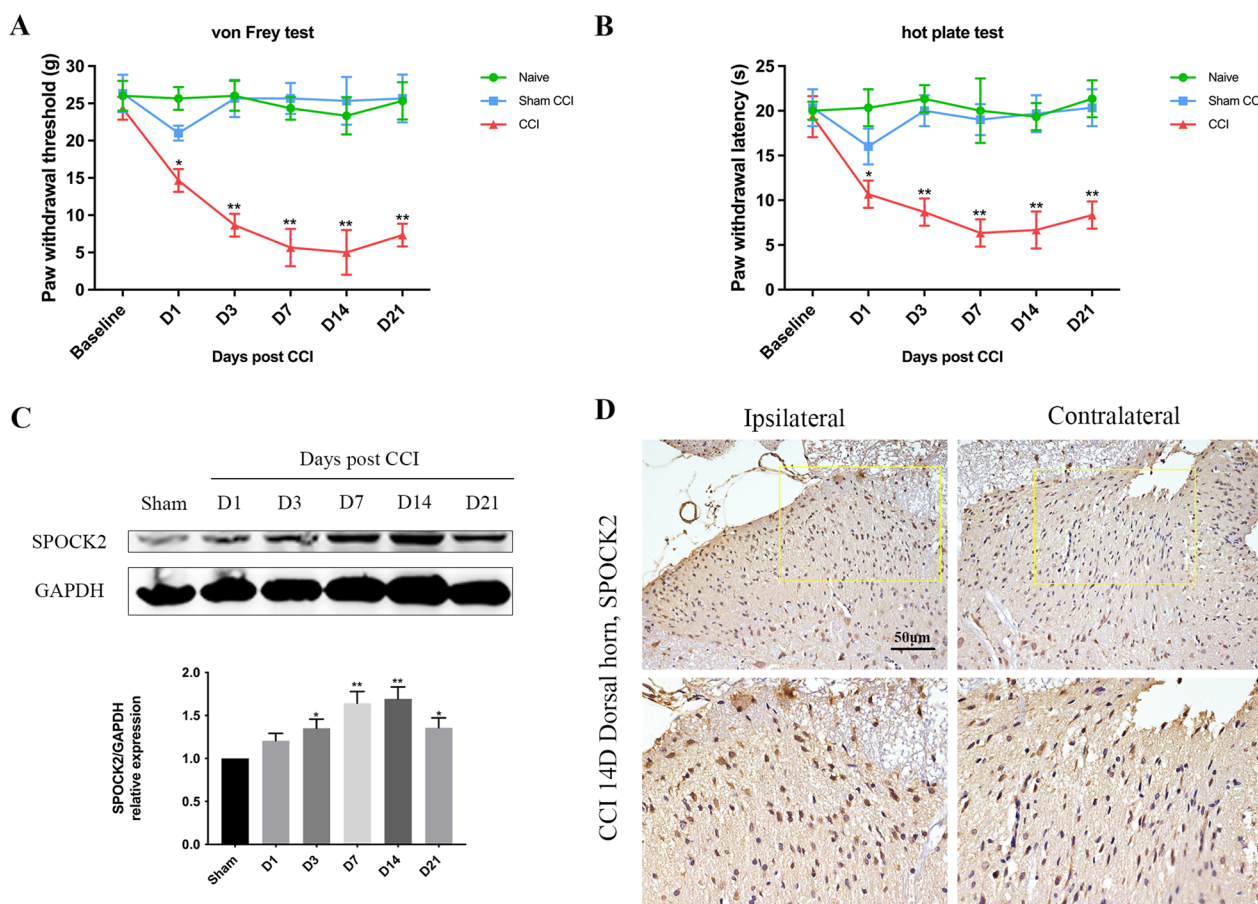 A
von Frey test
Paw withdrawal threshold (g)
30
25
20
15
10
5
0
*
**
**
**
**
Baseline
D1
D3
D7
D14
D21
Days post CCI
Naive
Sham CCI
CCI
B
hot plate test
Paw withdrawal latency (s)
25
20
15
10
5
0
*
**
**
**
**
Baseline
D1
D3
D7
D14
D21
Days post CCI
Naive
Sham CC
CCI
C
Days post CCI
Sham D1 D3 D7 D14 D21
SPOCK2
GAPDH
SPOCK2/GAPDH
relative expression
2.0
1.5
1.0
0.5
0.0
*
**
**
*
Sham
D1
D3
D7
D14
D21
D
Ipsilateral
Contralateral
CCI 14D Dorsal horn, SPOCK2
50μm